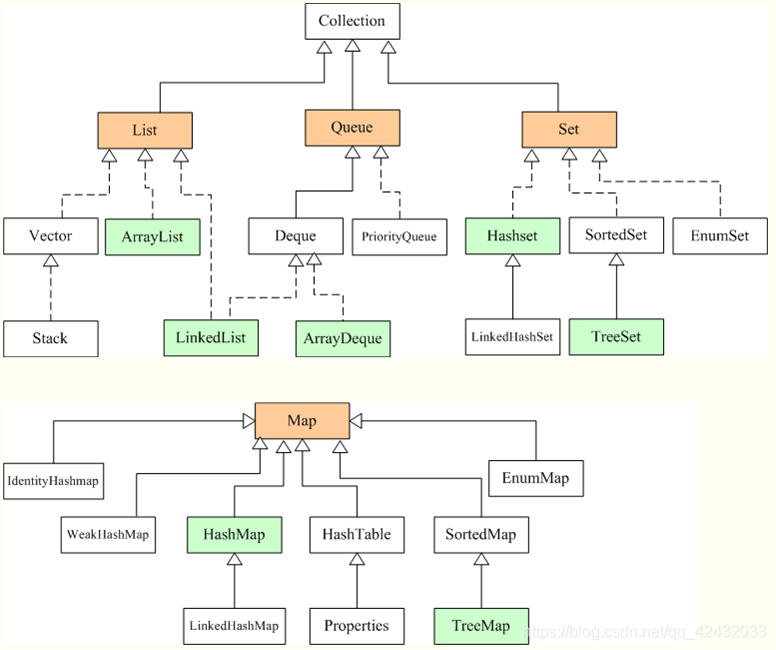 Collection
List
Queue
Set
Vector
ArrayList
Deque
PriorityQueue
Hashset
SortedSet
EnumSet
Stack
LinkedList
ArrayDeque
LinkedHashSet
TreeSet
Map
IdentityHashmap
EnumMap
WeakHashMap
HashMap
HashTable
SortedMap
LinkedHashMap
Properties
TreeMap
https://blog.csdn.net/qq_42432033